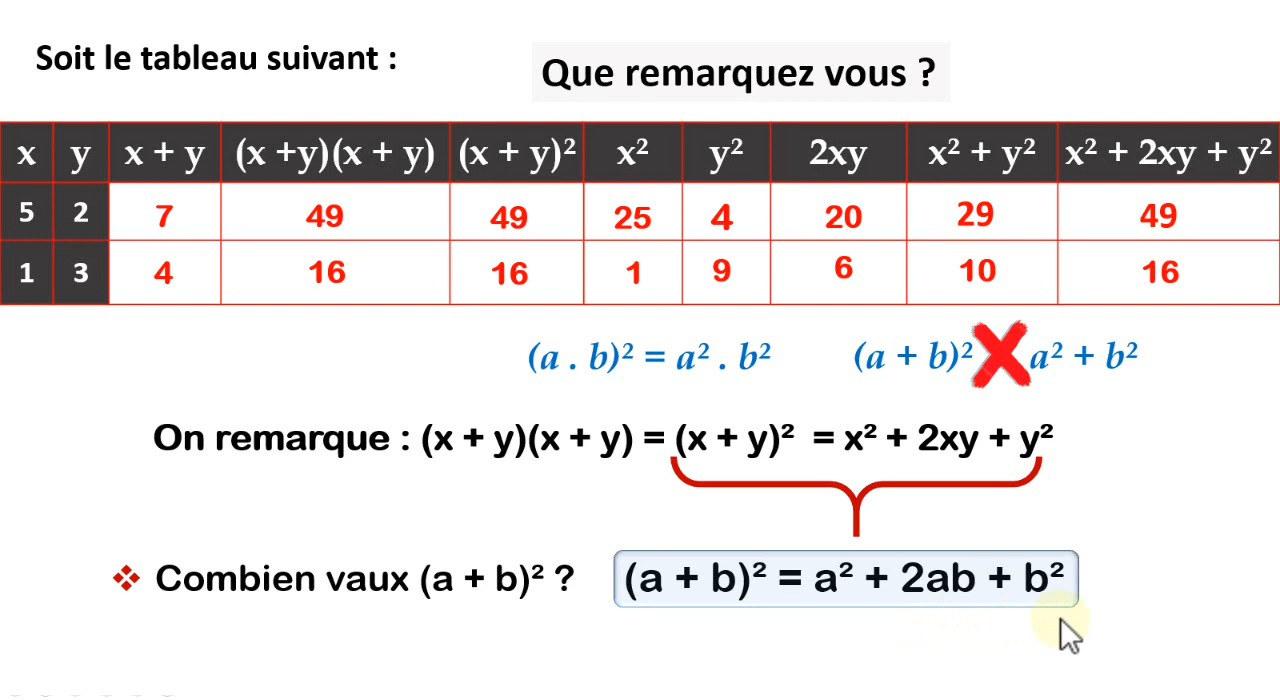 Soit le tableau suivant :
Que remarquez vous ?
x y x + y (x +y)(x + y) (x + y)² x² y² 2xy x² + y² x² + 2xy + y²
5 2 7 49 49 25 4 20 29 49
1 3 4 16 16 1 9 6 10 16
(a . b)² = a² . b² (a + b)² a² + b²
On remarque : (x + y)(x + y) = (x + y)² = x² + 2xy + y²
Combien vaux (a + b)² ? (a + b)² = a² + 2ab + b²